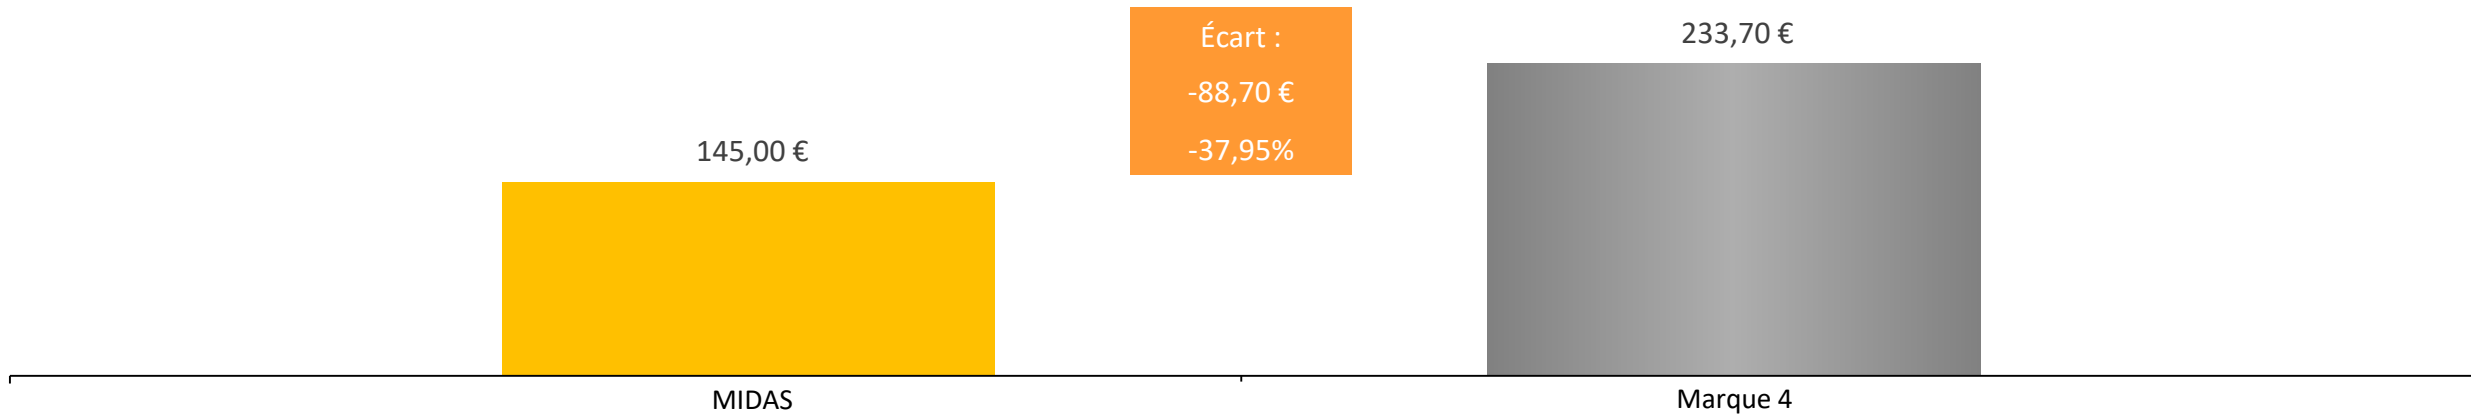 Écart :
-88,70 €
-37,95%
233,70 €
145,00 €
MIDAS
Marque 4